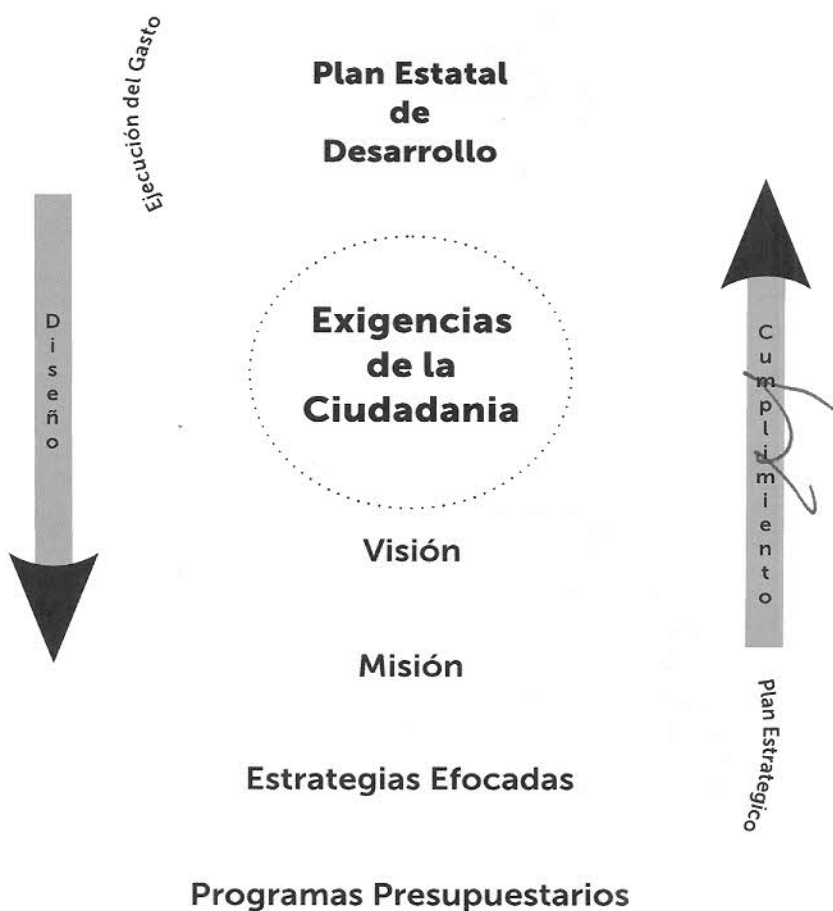 Ejecución del Gasto
Plan Estatal
de
Desarrollo
Diseño
Exigencias
de la
Ciudadania
Cumplimiento
Visión
Misión
Plan Estrategico
Estrategias Efocadas
Programas Presupuestarios